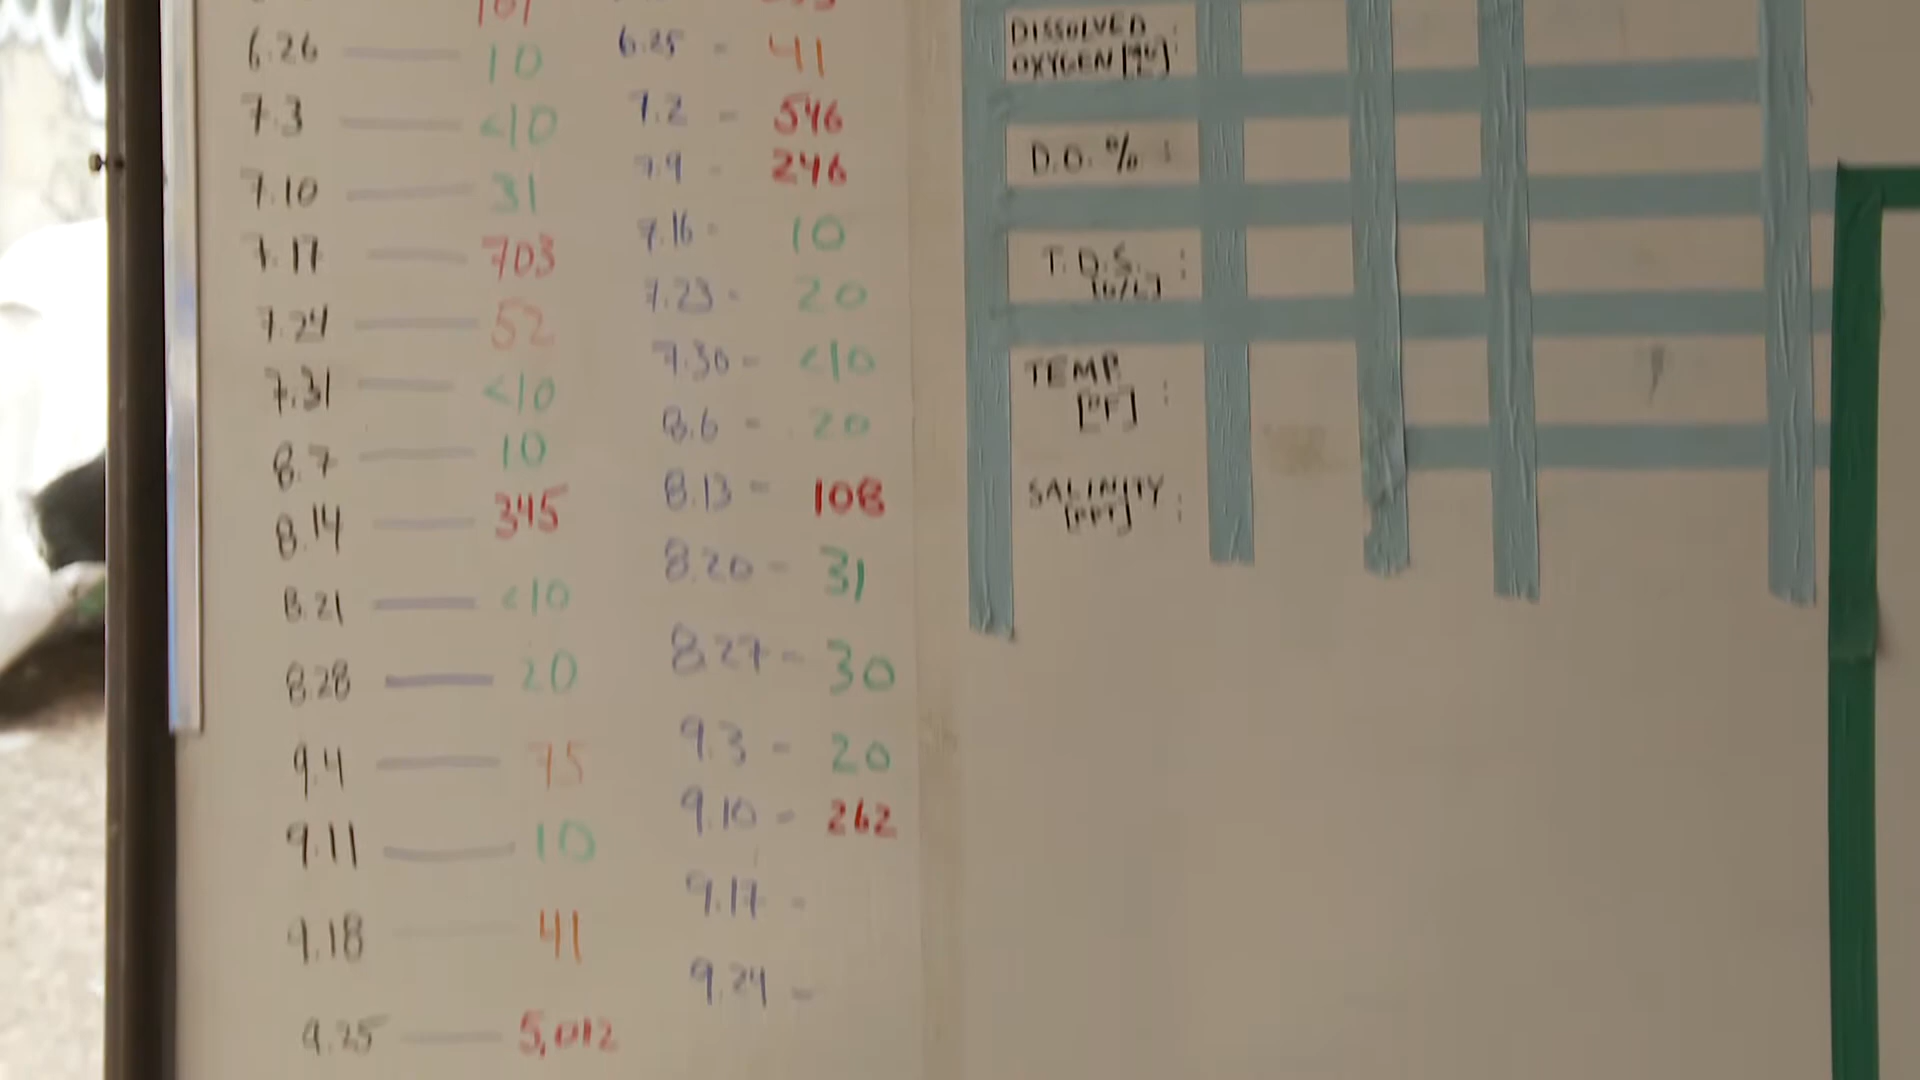 6.26 — 10
7.3 — <10
7.10 — 31
7.17 — 703
7.24 — 52
7.31 — <10
8.7 — 10
8.14 — 345
8.21 — <10
8.28 — 20
9.4 — 75
9.11 — 10
9.18 — 41
9.25 — 5,012
6.25 - 41
7.2 - 546
7.9 - 246
7.16 - 10
7.23 - 20
7.30 - <10
8.6 - 20
8.13 - 108
8.20 - 31
8.27 - 30
9.3 - 20
9.10 - 262
9.17 -
9.24 -
DISSOLVED :
OXYGEN
D.O. % :
T.D.S. :
[G/L]
TEMP. :
[°F]
SALINITY :
[PPT]